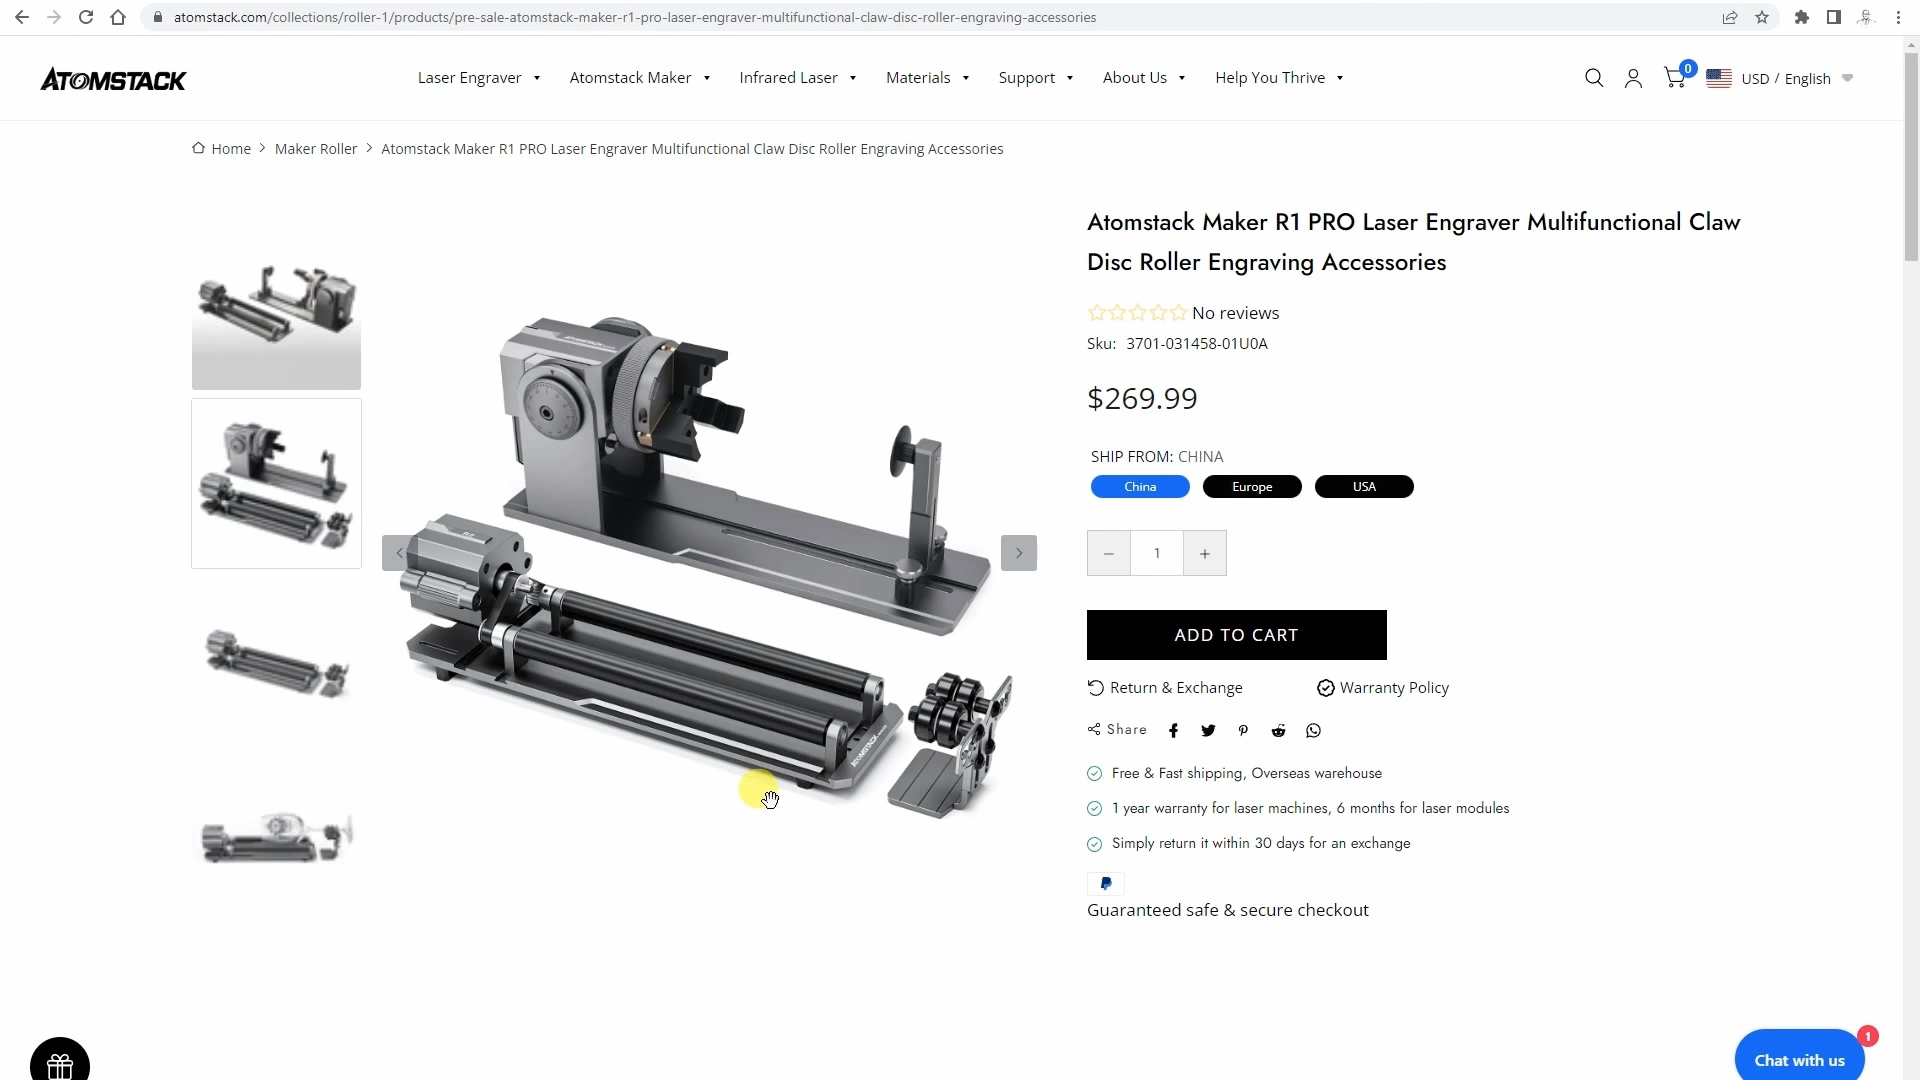 atomstack.com/collections/roller-1/products/pre-sale-atomstack-maker-r1-pro-laser-engraver-multifunctional-claw-disc-roller-engraving-accessories
ATOMSTACK
Laser Engraver
Atomstack Maker
Infrared Laser
Materials
Support
About Us
Help You Thrive
0
USD / English
Home > Maker Roller > Atomstack Maker R1 PRO Laser Engraver Multifunctional Claw Disc Roller Engraving Accessories
Atomstack Maker R1 PRO Laser Engraver Multifunctional Claw
Disc Roller Engraving Accessories
No reviews
Sku: 3701-031458-01U0A
$269.99
SHIP FROM: CHINA
China
Europe
USA
− 1 +
ADD TO CART
Return & Exchange
Warranty Policy
Share
Free & Fast shipping, Overseas warehouse
1 year warranty for laser machines, 6 months for laser modules
Simply return it within 30 days for an exchange
Guaranteed safe & secure checkout
1
Chat with us